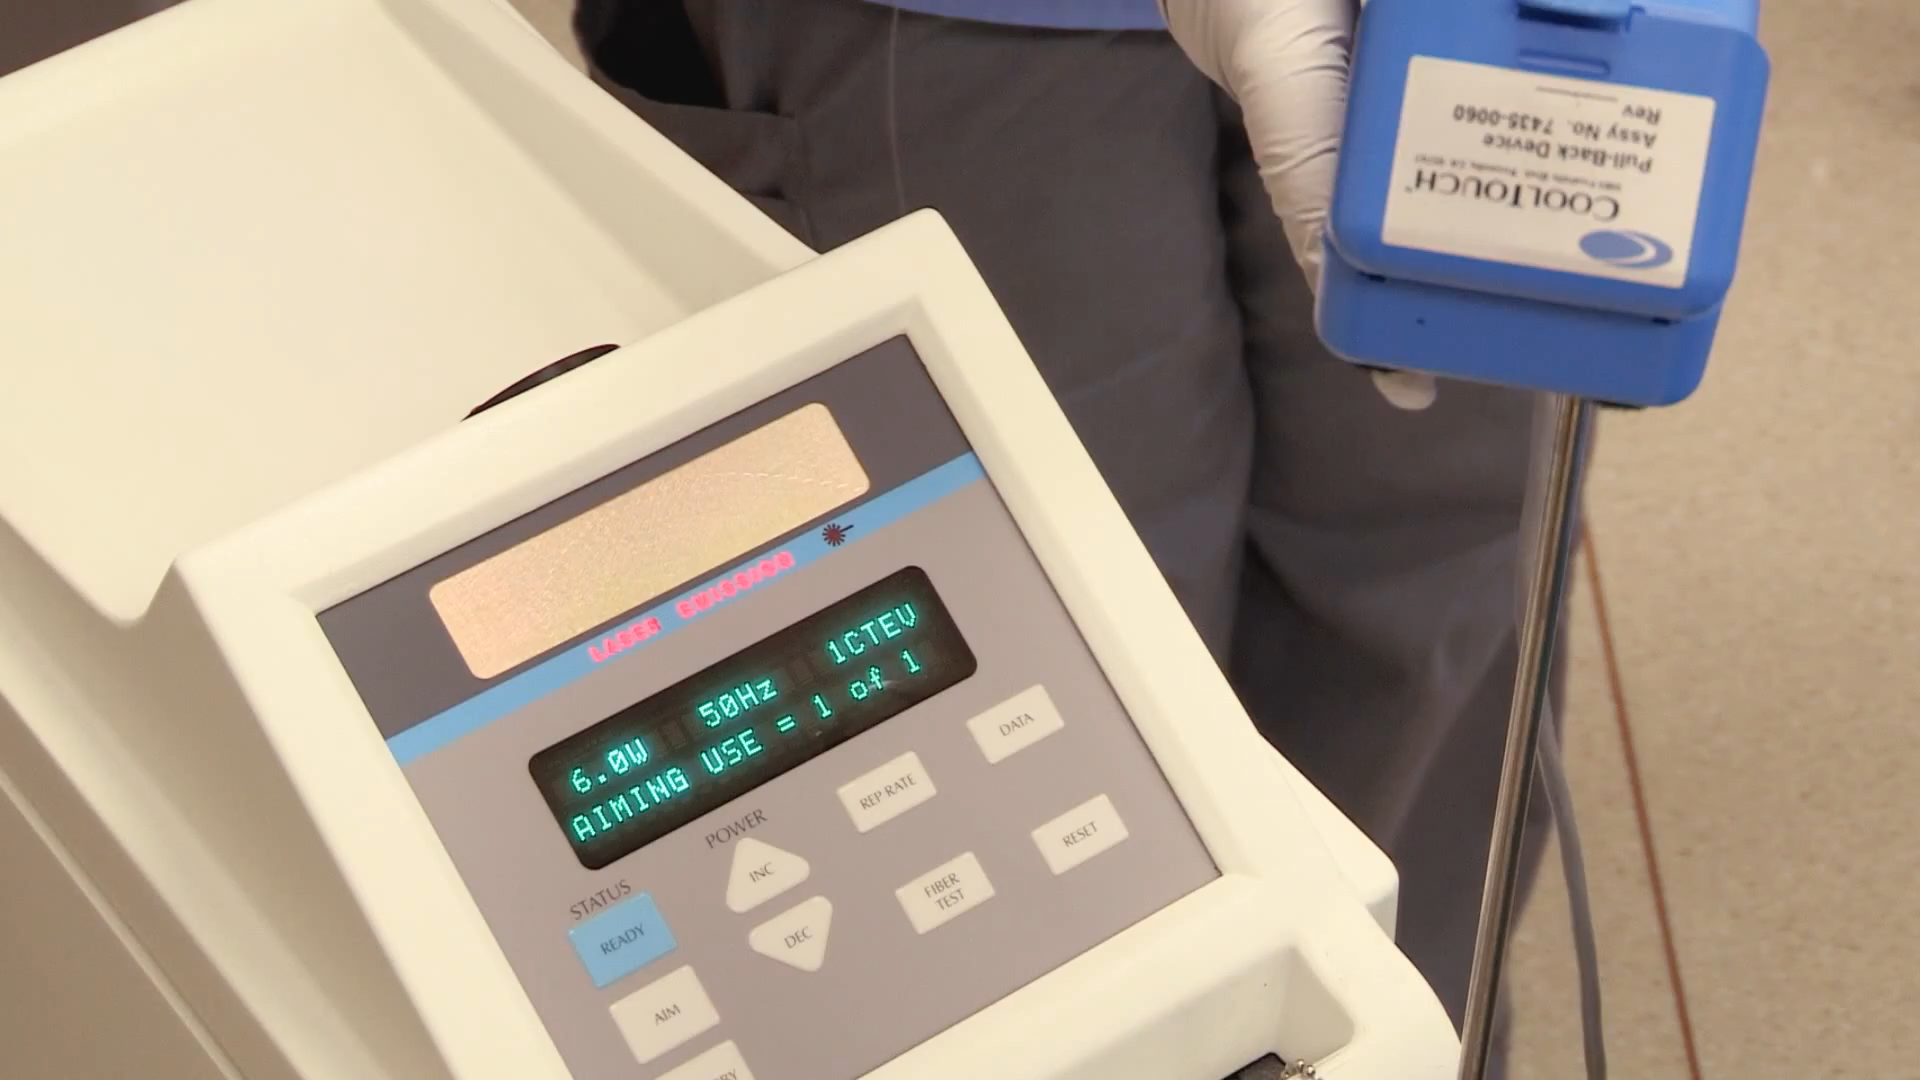 COOLTOUCH
Pull-Back Device
Assy No. 7435-0060
Rev
LASER EMISSION
6.0W 50Hz 1CTEV
AIMING USE = 1 of 1
POWER
INC
DEC
REP RATE
DATA
FIBER
TEST
RESET
STATUS
READY
AIM